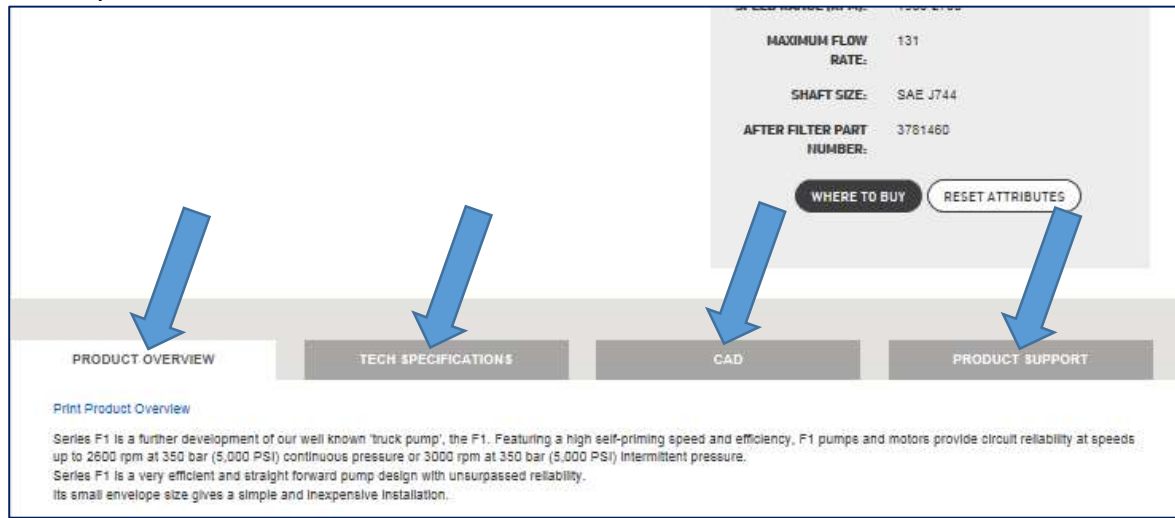 MAXIMUM FLOW 131
RATE:
SHAFT SIZE: SAE J744
AFTER FILTER PART 3781460
NUMBER:
WHERE TO BUY RESET ATTRIBUTES
PRODUCT OVERVIEW TECH SPECIFICATIONS CAD PRODUCT SUPPORT
Print Product Overview
Series F1 is a further development of our well known 'truck pump', the F1. Featuring a high self-priming speed and efficiency, F1 pumps and motors provide circuit reliability at speeds
up to 2600 rpm at 350 bar (5,000 PSI) continuous pressure or 3000 rpm at 350 bar (5,000 PSI) intermittent pressure.
Series F1 is a very efficient and straight forward pump design with unsurpassed reliability.
Its small envelope size gives a simple and inexpensive installation.